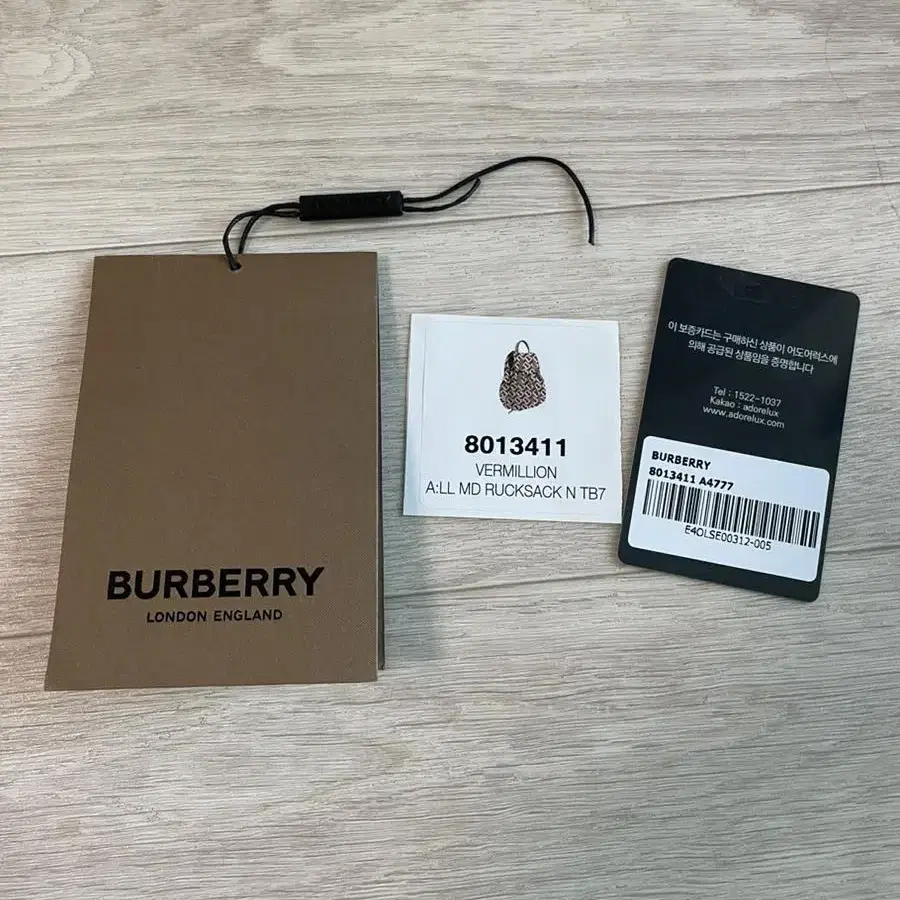 BURBERRY
LONDON ENGLAND
8013411
VERMILLION
A:LL MD RUCKSACK N TB7
이 보증카드는 구매하신 상품이 어도어럭스에
의해 공급된 상품임을 증명합니다
Tel : 1522-1037
Kakao : adorelux
www.adorelux.com
BURBERRY
8013411 A4777
E4OLSE00312-005